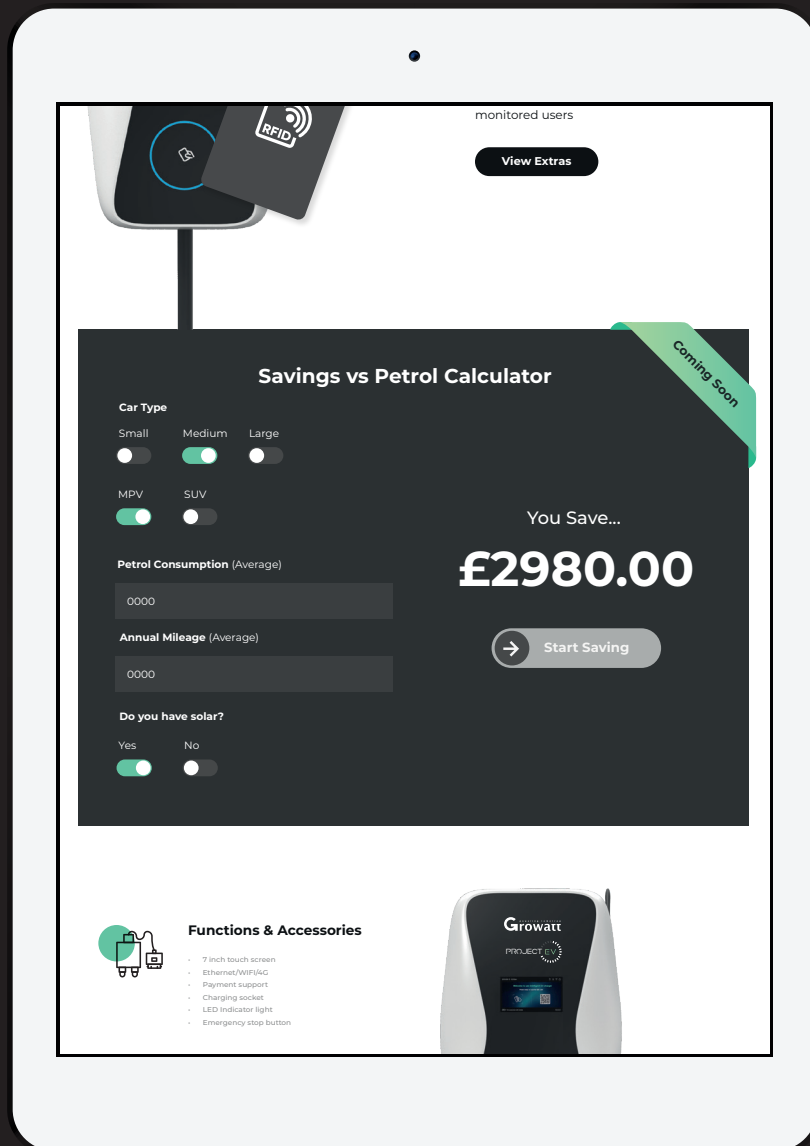 RFID
monitored users
View Extras
Coming Soon
Savings vs Petrol Calculator
Car Type
Small Medium Large
MPV SUV
You Save...
£2980.00
Petrol Consumption (Average)
0000
Start Saving
Annual Mileage (Average)
0000
Do you have solar?
Yes No
Functions & Accessories
• 7 inch touch screen
• Ethernet/WIFI/4G
• Payment support
• Charging socket
• LED Indicator light
• Emergency stop button
Growatt
PROJECT EV